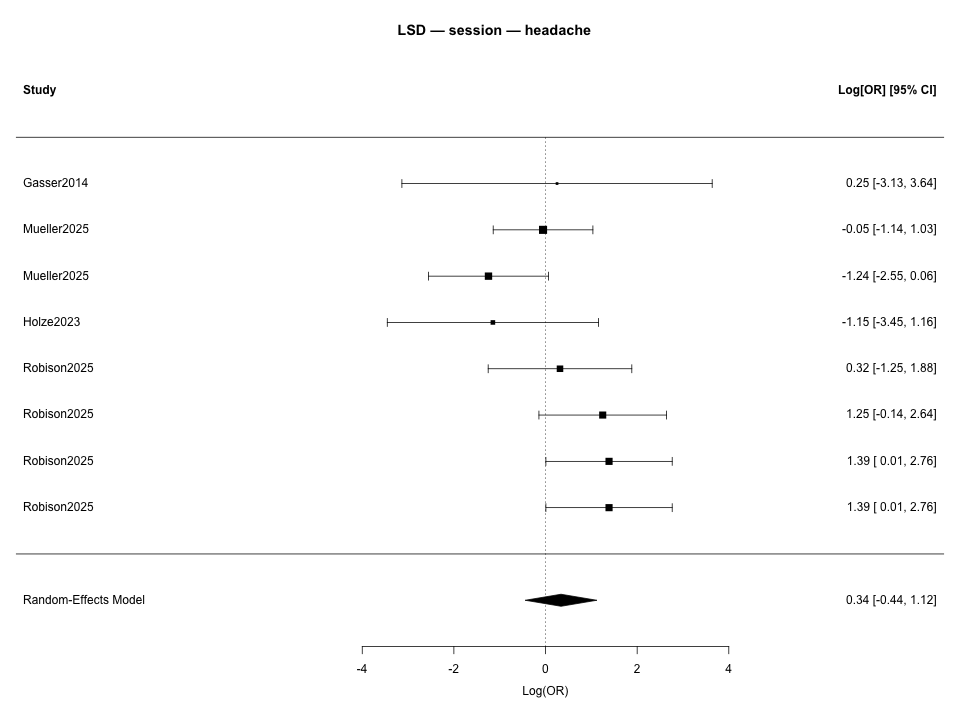 LSD — session — headache
Study Log[OR] [95% CI]
Gasser2014 0.25 [-3.13, 3.64]
Mueller2025 -0.05 [-1.14, 1.03]
Mueller2025 -1.24 [-2.55, 0.06]
Holze2023 -1.15 [-3.45, 1.16]
Robison2025 0.32 [-1.25, 1.88]
Robison2025 1.25 [-0.14, 2.64]
Robison2025 1.39 [ 0.01, 2.76]
Robison2025 1.39 [ 0.01, 2.76]
Random-Effects Model 0.34 [-0.44, 1.12]
-4 -2 0 2 4
Log(OR)